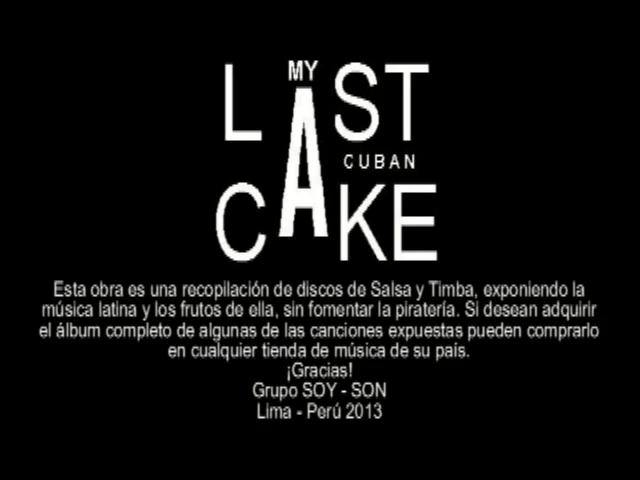 MY
LAST
CUBAN
CAKE
Esta obra es una recopilación de discos de Salsa y Timba, exponiendo la
música latina y los frutos de ella, sin fomentar la piratería. Si desean adquirir
el álbum completo de algunas de las canciones expuestas pueden comprarlo
en cualquier tienda de música de su país.
¡Gracias!
Grupo SOY - SON
Lima - Perú 2013